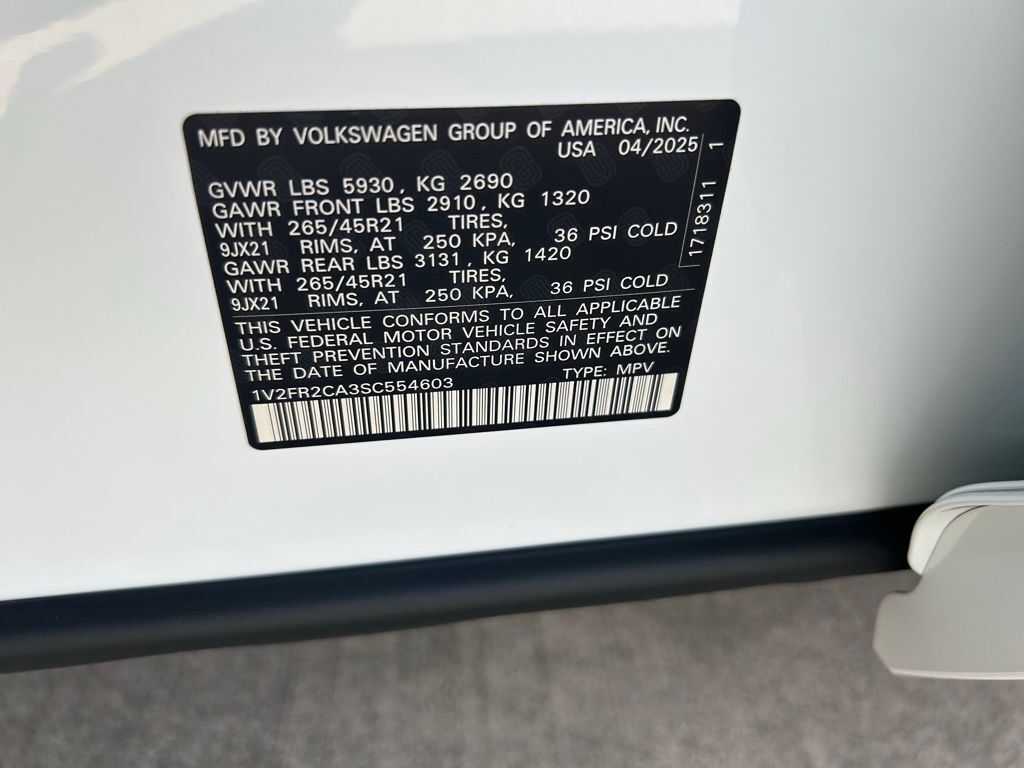 MFD BY VOLKSWAGEN GROUP OF AMERICA, INC.
USA 04/2025
GVWR LBS 5930, KG 2690
GAWR FRONT LBS 2910, KG 1320
WITH 265/45R21 TIRES,
9JX21 RIMS, AT 250 KPA, 36 PSI COLD
GAWR REAR LBS 3131, KG 1420
WITH 265/45R21 TIRES,
9JX21 RIMS, AT 250 KPA, 36 PSI COLD
1718311 1
THIS VEHICLE CONFORMS TO ALL APPLICABLE
U.S. FEDERAL MOTOR VEHICLE SAFETY AND
THEFT PREVENTION STANDARDS IN EFFECT ON
THE DATE OF MANUFACTURE SHOWN ABOVE.
1V2FR2CA3SC554603 TYPE: MPV